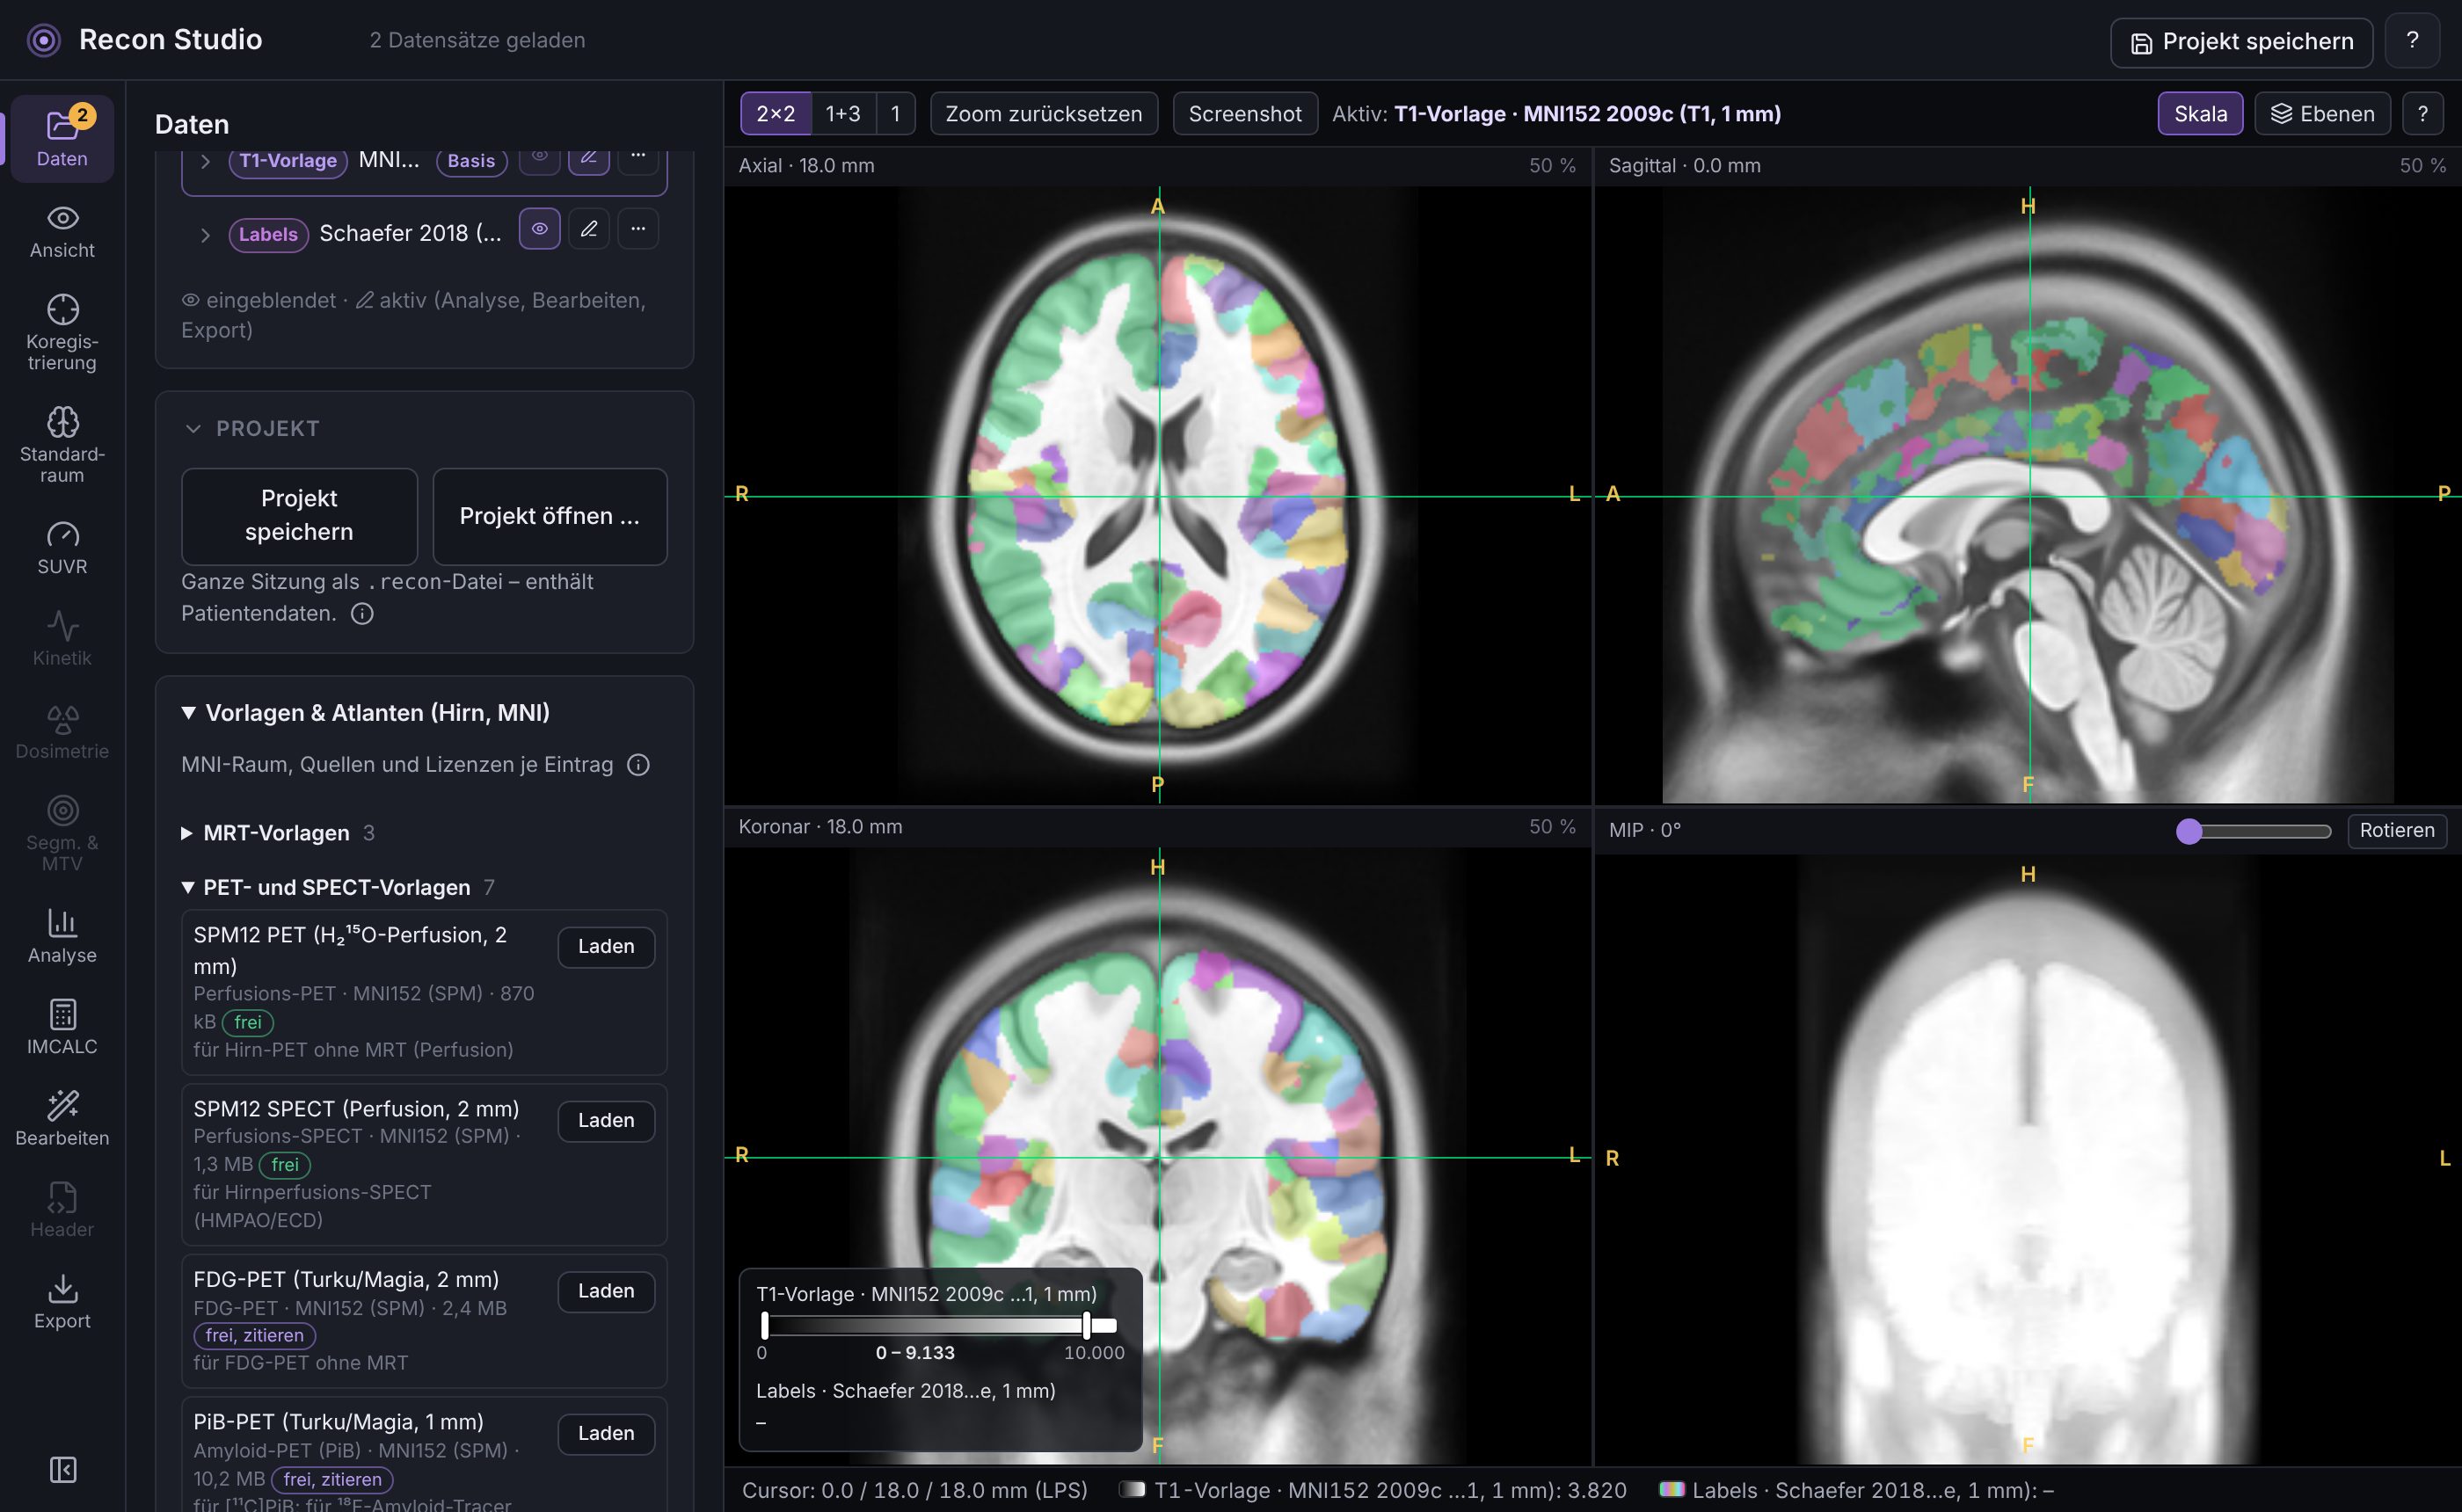 Recon Studio
2 Datensätze geladen
Projekt speichern
?
2
Daten
Ansicht
Koregis-
trierung
Standard-
raum
SUVR
Kinetik
Dosimetrie
Segm. &
MTV
Analyse
IMCALC
Bearbeiten
Header
Export
Daten
T1-Vorlage MNI... Basis ...
Labels Schaefer 2018 (... ...
eingeblendet · aktiv (Analyse, Bearbeiten,
Export)
PROJEKT
Projekt
speichern
Projekt öffnen ...
Ganze Sitzung als .recon-Datei – enthält
Patientendaten.
Vorlagen & Atlanten (Hirn, MNI)
MNI-Raum, Quellen und Lizenzen je Eintrag
MRT-Vorlagen 3
PET- und SPECT-Vorlagen 7
SPM12 PET (H₂¹⁵O-Perfusion, 2
mm)
Laden
Perfusions-PET · MNI152 (SPM) · 870
kB frei
für Hirn-PET ohne MRT (Perfusion)
SPM12 SPECT (Perfusion, 2 mm)
Laden
Perfusions-SPECT · MNI152 (SPM) ·
1,3 MB frei
für Hirnperfusions-SPECT
(HMPAO/ECD)
FDG-PET (Turku/Magia, 2 mm)
Laden
FDG-PET · MNI152 (SPM) · 2,4 MB
frei, zitieren
für FDG-PET ohne MRT
PiB-PET (Turku/Magia, 1 mm)
Laden
Amyloid-PET (PiB) · MNI152 (SPM) ·
10,2 MB frei, zitieren
für [¹¹C]PiB; für ¹⁸F-Amyloid-Tracer
2×2 1+3 1 Zoom zurücksetzen Screenshot Aktiv: T1-Vorlage · MNI152 2009c (T1, 1 mm) Skala Ebenen ?
Axial · 18.0 mm 50 %
A
R L
P
Sagittal · 0.0 mm 50 %
H
A P
F
Koronar · 18.0 mm 50 %
H
R L
T1-Vorlage · MNI152 2009c ...1, 1 mm)
0 0 – 9.133 10.000
Labels · Schaefer 2018...e, 1 mm)
–
F
MIP · 0° Rotieren
H
R L
F
Cursor: 0.0 / 18.0 / 18.0 mm (LPS) T1-Vorlage · MNI152 2009c ...1, 1 mm): 3.820 Labels · Schaefer 2018...e, 1 mm): –